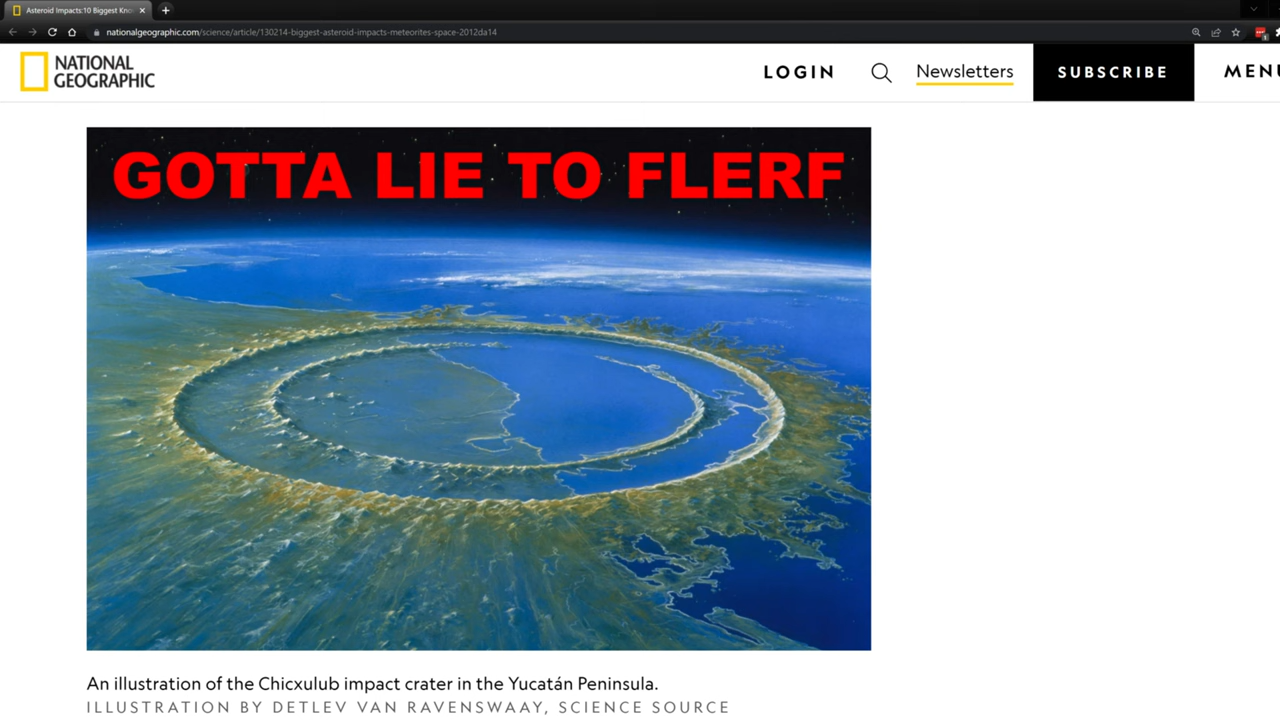 Asteroid Impacts:10 Biggest Kno
nationalgeographic.com/science/article/130214-biggest-asteroid-impacts-meteorites-space-2012da14
NATIONAL
GEOGRAPHIC
LOGIN
Newsletters
SUBSCRIBE
MENU
GOTTA LIE TO FLERF
An illustration of the Chicxulub impact crater in the Yucatán Peninsula.
ILLUSTRATION BY DETLEV VAN RAVENSWAAY, SCIENCE SOURCE